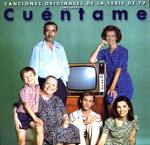 CANCIONES ORIGINALES DE LA SERIE DE TV
Cuéntame